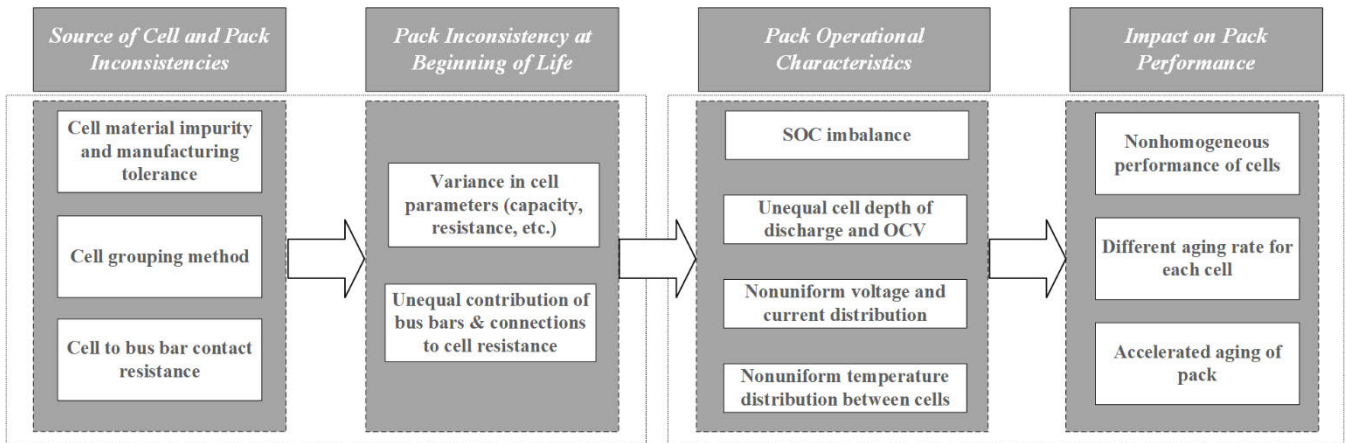 Source of Cell and Pack
Inconsistencies
Cell material impurity
and manufacturing
tolerance
Cell grouping method
Cell to bus bar contact
resistance
Pack Inconsistency at
Beginning of Life
Variance in cell
parameters (capacity,
resistance, etc.)
Unequal contribution of
bus bars & connections
to cell resistance
Pack Operational
Characteristics
SOC imbalance
Unequal cell depth of
discharge and OCV
Nonuniform voltage and
current distribution
Nonuniform temperature
distribution between cells
Impact on Pack
Performance
Nonhomogeneous
performance of cells
Different aging rate for
each cell
Accelerated aging of
pack